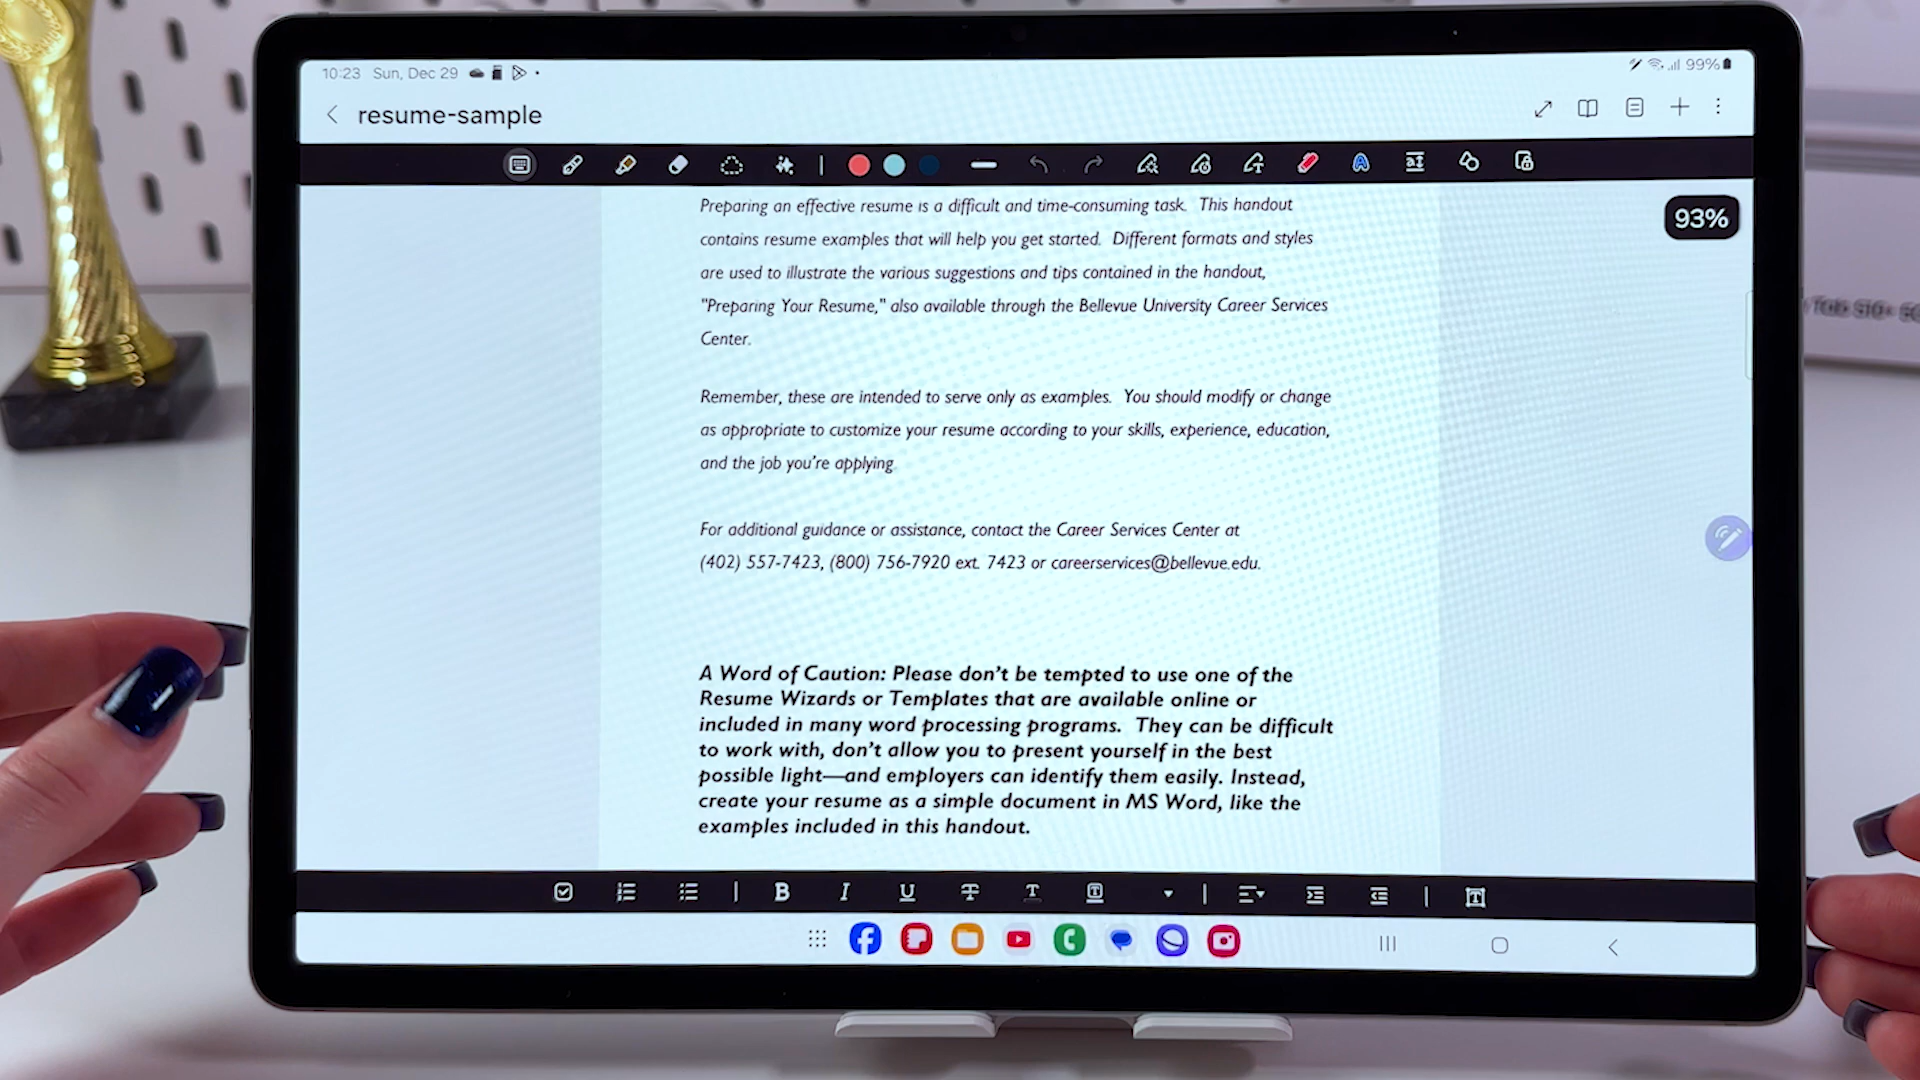 10:23 Sun, Dec 29
99%
resume-sample
93%
Preparing an effective resume is a difficult and time-consuming task. This handout
contains resume examples that will help you get started. Different formats and styles
are used to illustrate the various suggestions and tips contained in the handout,
"Preparing Your Resume," also available through the Bellevue University Career Services
Center.
Remember, these are intended to serve only as examples. You should modify or change
as appropriate to customize your resume according to your skills, experience, education,
and the job you're applying.
For additional guidance or assistance, contact the Career Services Center at
(402) 557-7423, (800) 756-7920 ext. 7423 or careerservices@bellevue.edu.
A Word of Caution: Please don't be tempted to use one of the
Resume Wizards or Templates that are available online or
included in many word processing programs. They can be difficult
to work with, don't allow you to present yourself in the best
possible light—and employers can identify them easily. Instead,
create your resume as a simple document in MS Word, like the
examples included in this handout.
Tab S10+ 5G